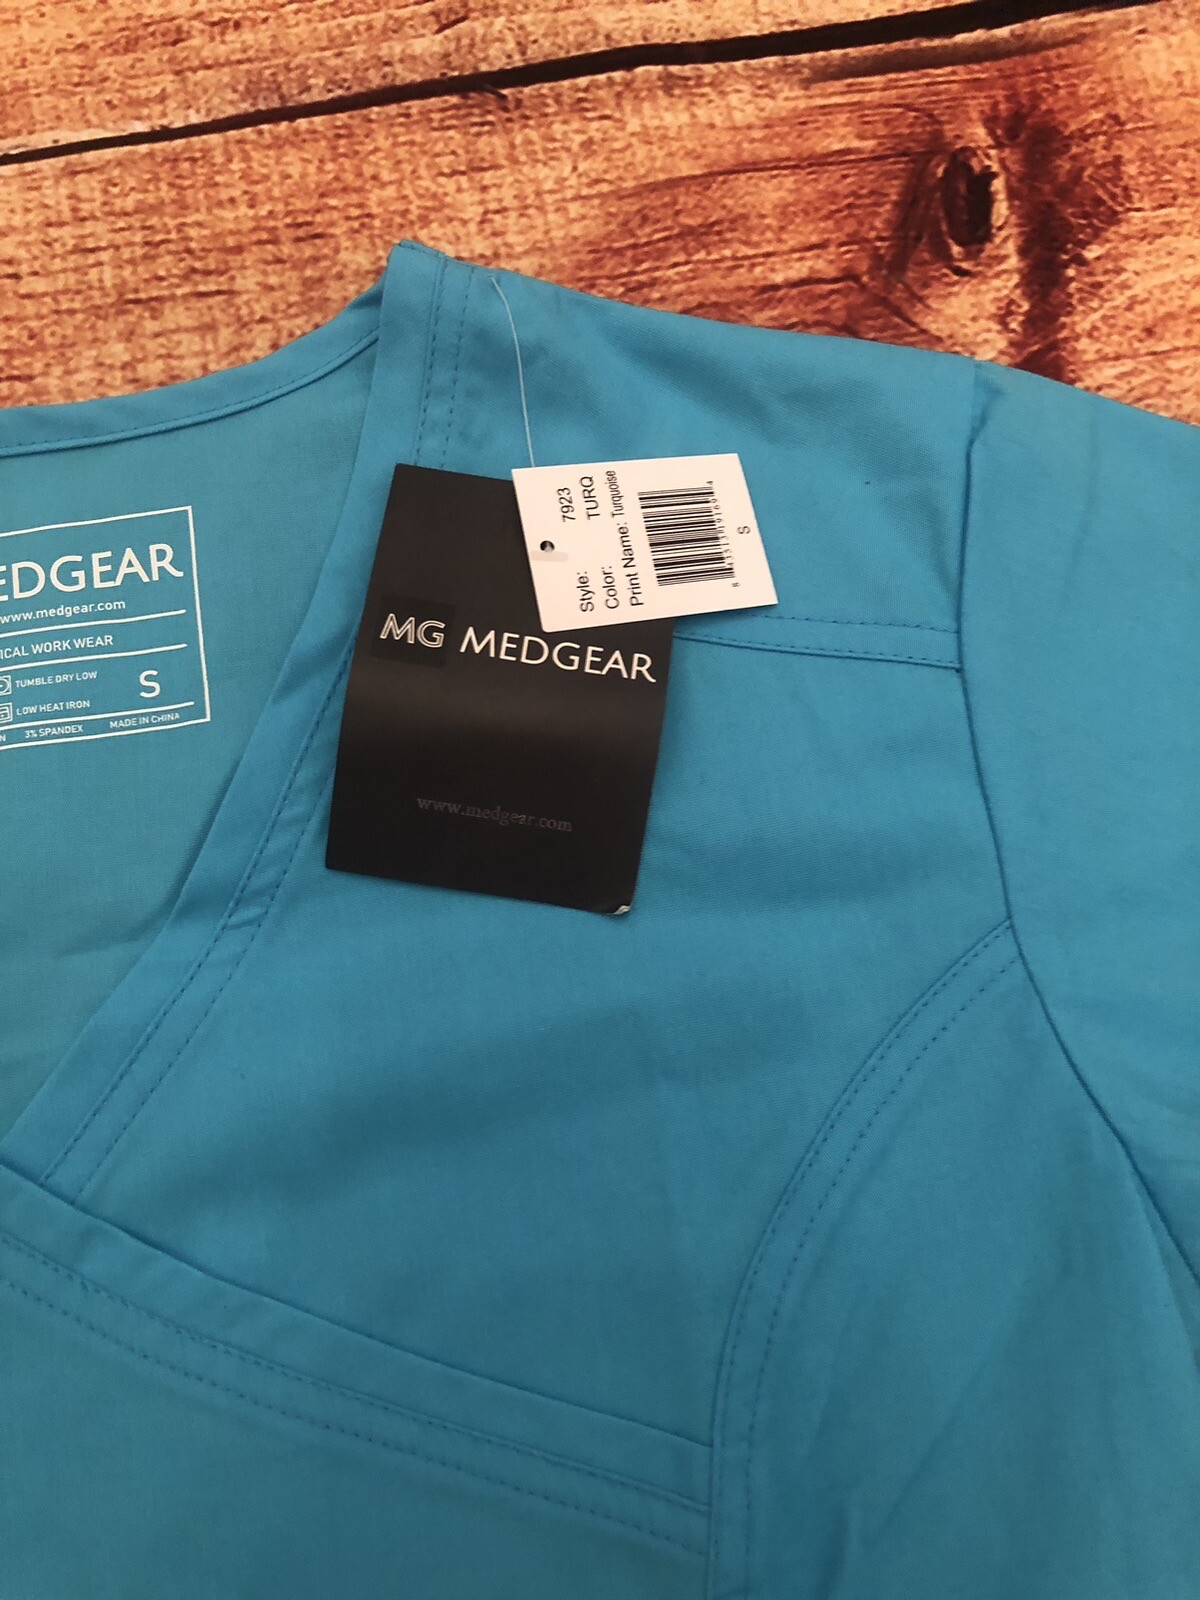 EDGEAR
www.medgear.com
ICAL WORK WEAR
TUMBLE DRY LOW
S
LOW HEAT IRON
N 3% SPANDEX MADE IN CHINA
Style: 7923
Color: TURQ
Print Name: Turquoise
S
MG MEDGEAR
www.medgear.com